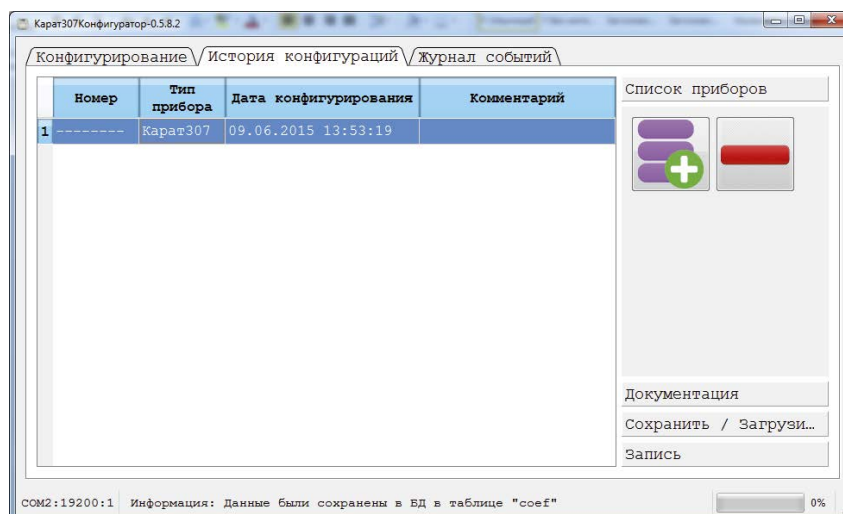 Карат307Конфигуратор-0.5.8.2
Конфигурирование История конфигураций Журнал событий
Номер Тип прибора Дата конфигурирования Комментарий
1 -------- Карат307 09.06.2015 13:53:19
Список приборов
Документация
Сохранить / Загрузи…
Запись
COM2:19200:1 Информация: Данные были сохранены в БД в таблице "coef" 0%